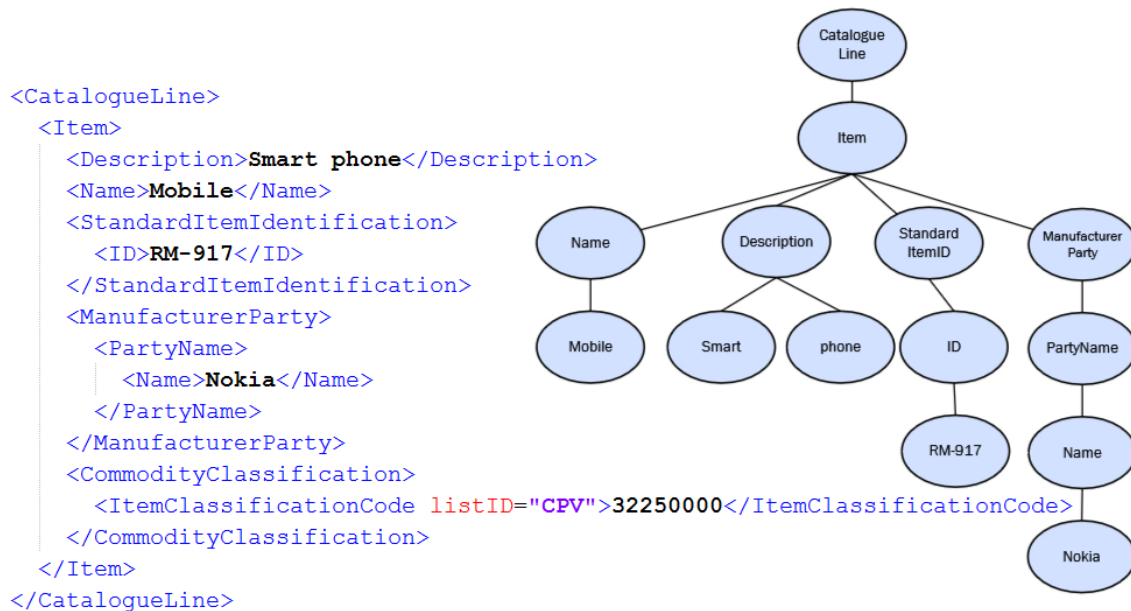 <CatalogueLine>
<Item>
<Description>Smart phone</Description>
<Name>Mobile</Name>
<StandardItemIdentification>
<ID>RM-917</ID>
</StandardItemIdentification>
<ManufacturerParty>
<PartyName>
<Name>Nokia</Name>
</PartyName>
</ManufacturerParty>
<CommodityClassification>
<ItemClassificationCode listID="CPV">32250000</ItemClassificationCode>
</CommodityClassification>
</Item>
</CatalogueLine>
Catalogue
Line
Item
Name
Description
Standard
ItemID
Manufacturer
Party
Mobile
Smart
phone
ID
PartyName
RM-917
Name
Nokia